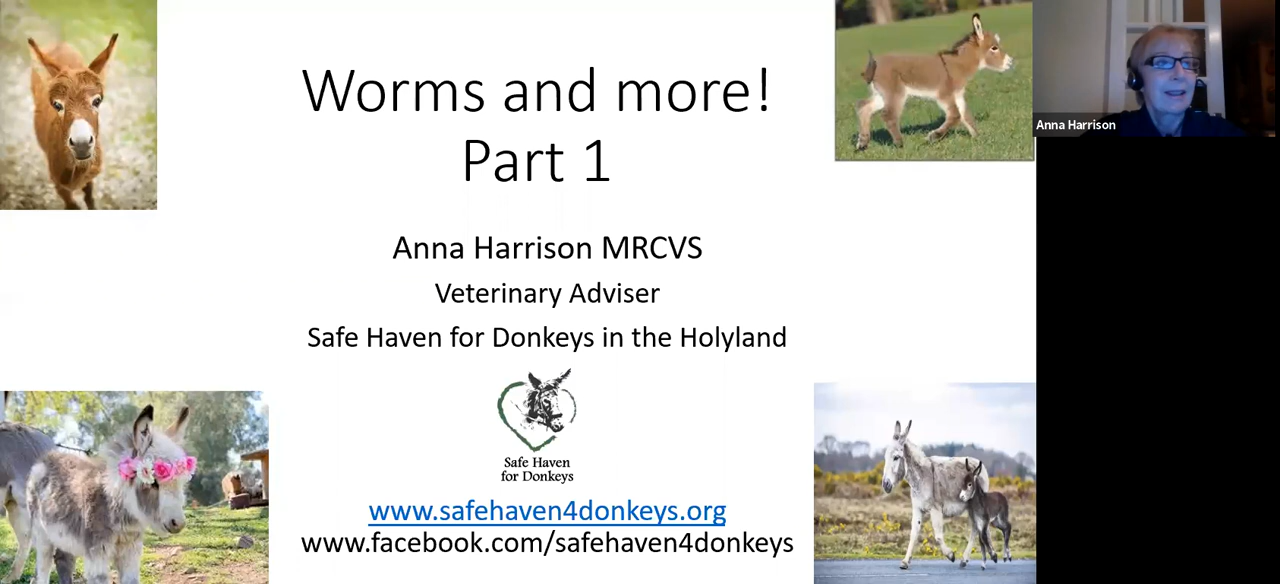 Worms and more!
Part 1
Anna Harrison
Anna Harrison MRCVS
Veterinary Adviser
Safe Haven for Donkeys in the Holyland
Safe Haven
for Donkeys
www.safehaven4donkeys.org
www.facebook.com/safehaven4donkeys